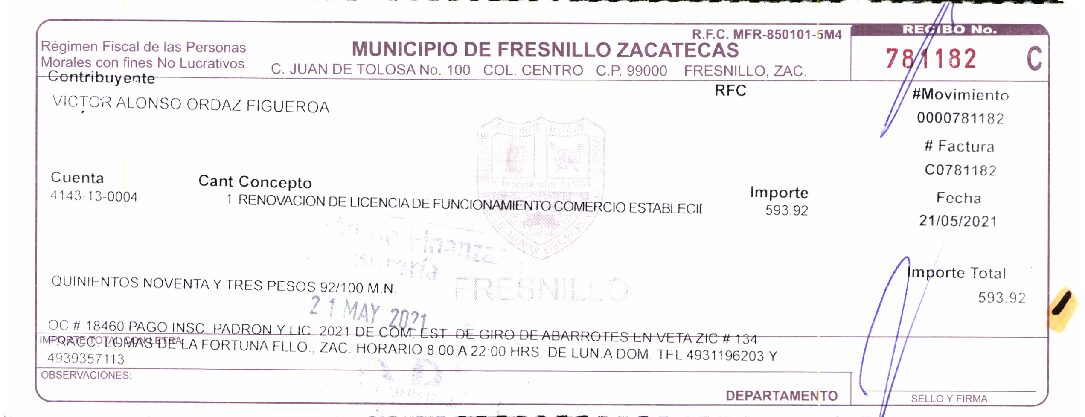 R.F.C. MFR-850101-5M4
RECIBO No.
Régimen Fiscal de las Personas
Morales con fines No Lucrativos
MUNICIPIO DE FRESNILLO ZACATECAS
C. JUAN DE TOLOSA No. 100 COL. CENTRO C.P. 99000 FRESNILLO, ZAC.
781182 C
Contribuyente
RFC
VICTOR ALONSO ORDAZ FIGUEROA
#Movimiento
0000781182
# Factura
C0781182
Cuenta
Cant Concepto
Importe
Fecha
4143-13-0004
1 RENOVACION DE LICENCIA DE FUNCIONAMIENTO COMERCIO ESTABLECI
593.92
21/05/2021
Importe Total
593.92
FRESNILLO
QUINIENTOS NOVENTA Y TRES PESOS 92/100 M.N.
21 MAY 2021
OC # 18460 PAGO INSC. PADRON Y LIC. 2021 DE COM. EST. DE GIRO DE ABARROTES EN VETA ZIC # 134
FRACC. LOMAS DE LA FORTUNA FLLO., ZAC. HORARIO 8:00 A 22:00 HRS. DE LUN A DOM. TEL 4931196203 Y
IMPORTE TOTAL CON LETRA
4939357113
OBSERVACIONES:
DEPARTAMENTO
SELLO Y FIRMA